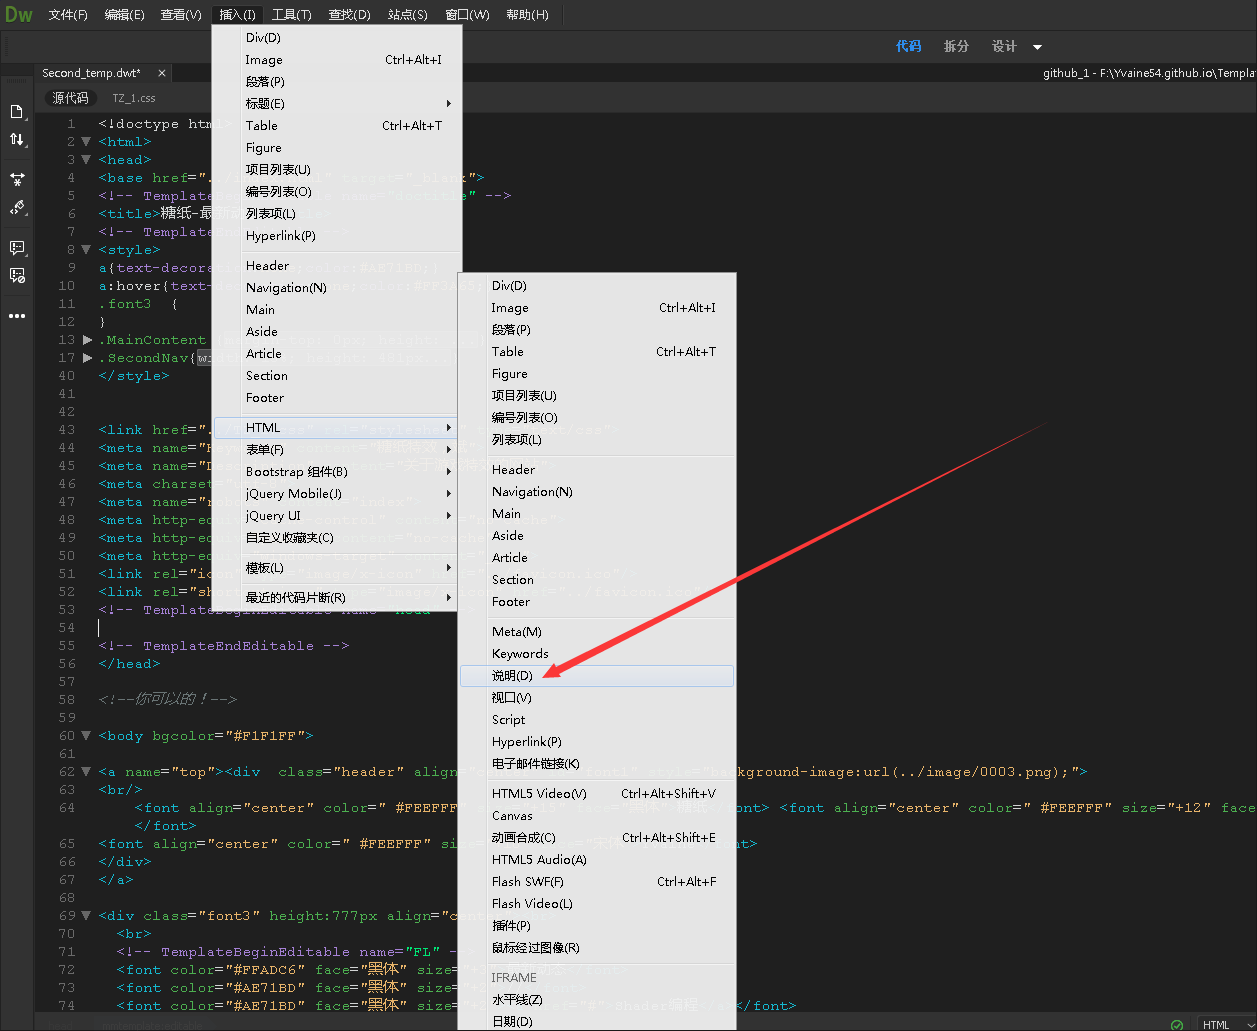 Dw 文件(F) 编辑(E) 查看(V) 插入(I) 工具(T) 查找(D) 站点(S) 窗口(W) 帮助(H)
代码 拆分 设计
Second_temp.dwt* × github_1 - F:\Yvaine54.github.io\Templa
源代码 TZ_1.css
Div(D)
Image Ctrl+Alt+I
段落(P)
标题(E)
Table Ctrl+Alt+T
Figure
项目列表(U)
编号列表(O)
列表项(L)
Hyperlink(P)
Header
Navigation(N)
Main
Aside
Article
Section
Footer
HTML
表单(F)
Bootstrap 组件(B)
jQuery Mobile(J)
jQuery UI
自定义收藏夹(C)
模板(L)
最近的代码片断(R)
Div(D)
Image Ctrl+Alt+I
段落(P)
Table Ctrl+Alt+T
Figure
项目列表(U)
编号列表(O)
列表项(L)
Header
Navigation(N)
Main
Aside
Article
Section
Footer
Meta(M)
Keywords
说明(D)
视口(V)
Script
Hyperlink(P)
电子邮件链接(K)
HTML5 Video(V) Ctrl+Alt+Shift+V
Canvas
动画合成(C) Ctrl+Alt+Shift+E
HTML5 Audio(A)
Flash SWF(F) Ctrl+Alt+F
Flash Video(L)
插件(P)
鼠标经过图像(R)
IFRAME
水平线(Z)
日期(D)
1 <!doctype html
2 <html>
3 <head>
4 <base href=" ">
5 <!-- Template " -->
6 <title>糖纸-最
7 <!-- Template
8 <style>
9 a{text-decorati
10 a:hover{text-
11 .font3 {
12 }
13 .MainContent
17 .SecondNav{
40 </style>
41
42
43 <link href="
44 <meta name="
45 <meta name="
46 <meta charset
47 <meta name="
48 <meta http-eq
49 <meta http-eq
50 <meta http-eq
51 <link rel="ico
52 <link rel="sho
53 <!-- TemplateBeginEditable name="head"
54
55 <!-- TemplateEndEditable -->
56 </head>
57
58 <!--你可以的！-->
59
60 <body bgcolor="#F1F1FF">
61
62 <a name="top"><div class="header" align= style="background-image:url(../image/0003.png);">
63 <br/>
64 <font align="center" color=" #FEEFFF" </font> <font align="center" color=" #FEEFFF" size="+12" face
</font>
65 <font align="center" color=" #FEEFFF" si </font>
66 </div>
67 </a>
68
69 <div class="font3" height:777px align="
70 <br>
71 <!-- TemplateBeginEditable name="FL" --
72 <font color="#FFADC6" face="黑体" size=
73 <font color="#AE71BD" face="黑体" size=
74 <font color="#AE71BD" face="黑体" size= </font>
HTML